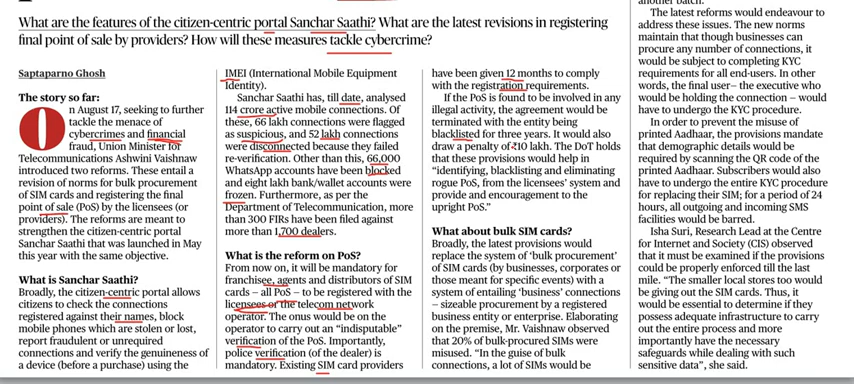 another batch.
What are the features of the citizen-centric portal Sanchar Saathi? What are the latest revisions in registering
final point of sale by providers? How will these measures tackle cybercrime?
Saptaparno Ghosh
The story so far:
On August 17, seeking to further
tackle the menace of
cybercrimes and financial
fraud, Union Minister for
Telecommunications Ashwini Vaishnaw
introduced two reforms. These entail a
revision of norms for bulk procurement
of SIM cards and registering the final
point of sale (PoS) by the licensees (or
providers). The reforms are meant to
strengthen the citizen-centric portal
Sanchar Saathi that was launched in May
this year with the same objective.
What is Sanchar Saathi?
Broadly, the citizen-centric portal allows
citizens to check the connections
registered against their names, block
mobile phones which are stolen or lost,
report fraudulent or unrequired
connections and verify the genuineness of
a device (before a purchase) using the
IMEI (International Mobile Equipment
Identity).
Sanchar Saathi has, till date, analysed
114 crore active mobile connections. Of
these, 66 lakh connections were flagged
as suspicious, and 52 lakh connections
were disconnected because they failed
re-verification. Other than this, 66,000
WhatsApp accounts have been blocked
and eight lakh bank/wallet accounts were
frozen. Furthermore, as per the
Department of Telecommunication, more
than 300 FIRs have been filed against
more than 1,700 dealers.
What is the reform on PoS?
From now on, it will be mandatory for
franchisee, agents and distributors of SIM
cards – all PoS – to be registered with the
licensees or the telecom network
operator. The onus would be on the
operator to carry out an “indisputable”
verification of the PoS. Importantly,
police verification (of the dealer) is
mandatory. Existing SIM card providers
have been given 12 months to comply
with the registration requirements.
If the PoS is found to be involved in any
illegal activity, the agreement would be
terminated with the entity being
blacklisted for three years. It would also
draw a penalty of ₹10 lakh. The DoT holds
that these provisions would help in
“identifying, blacklisting and eliminating
rogue PoS, from the licensees’ system and
provide and encouragement to the
upright PoS.”
What about bulk SIM cards?
Broadly, the latest provisions would
replace the system of ‘bulk procurement’
of SIM cards (by businesses, corporates or
those meant for specific events) with a
system of entailing ‘business’ connections
– sizeable procurement by a registered
business entity or enterprise. Elaborating
on the premise, Mr. Vaishnaw observed
that 20% of bulk-procured SIMs were
misused. “In the guise of bulk
connections, a lot of SIMs would be
The latest reforms would endeavour to
address these issues. The new norms
maintain that though businesses can
procure any number of connections, it
would be subject to completing KYC
requirements for all end-users. In other
words, the final user— the executive who
would be holding the connection – would
have to undergo the KYC procedure.
In order to prevent the misuse of
printed Aadhaar, the provisions mandate
that demographic details would be
required by scanning the QR code of the
printed Aadhaar. Subscribers would also
have to undergo the entire KYC procedure
for replacing their SIM; for a period of 24
hours, all outgoing and incoming SMS
facilities would be barred.
Isha Suri, Research Lead at the Centre
for Internet and Society (CIS) observed
that it must be examined if the provisions
could be properly enforced till the last
mile. “The smaller local stores too would
be giving out the SIM cards. Thus, it
would be essential to determine if they
possess adequate infrastructure to carry
out the entire process and more
importantly have the necessary
safeguards while dealing with such
sensitive data”, she said.